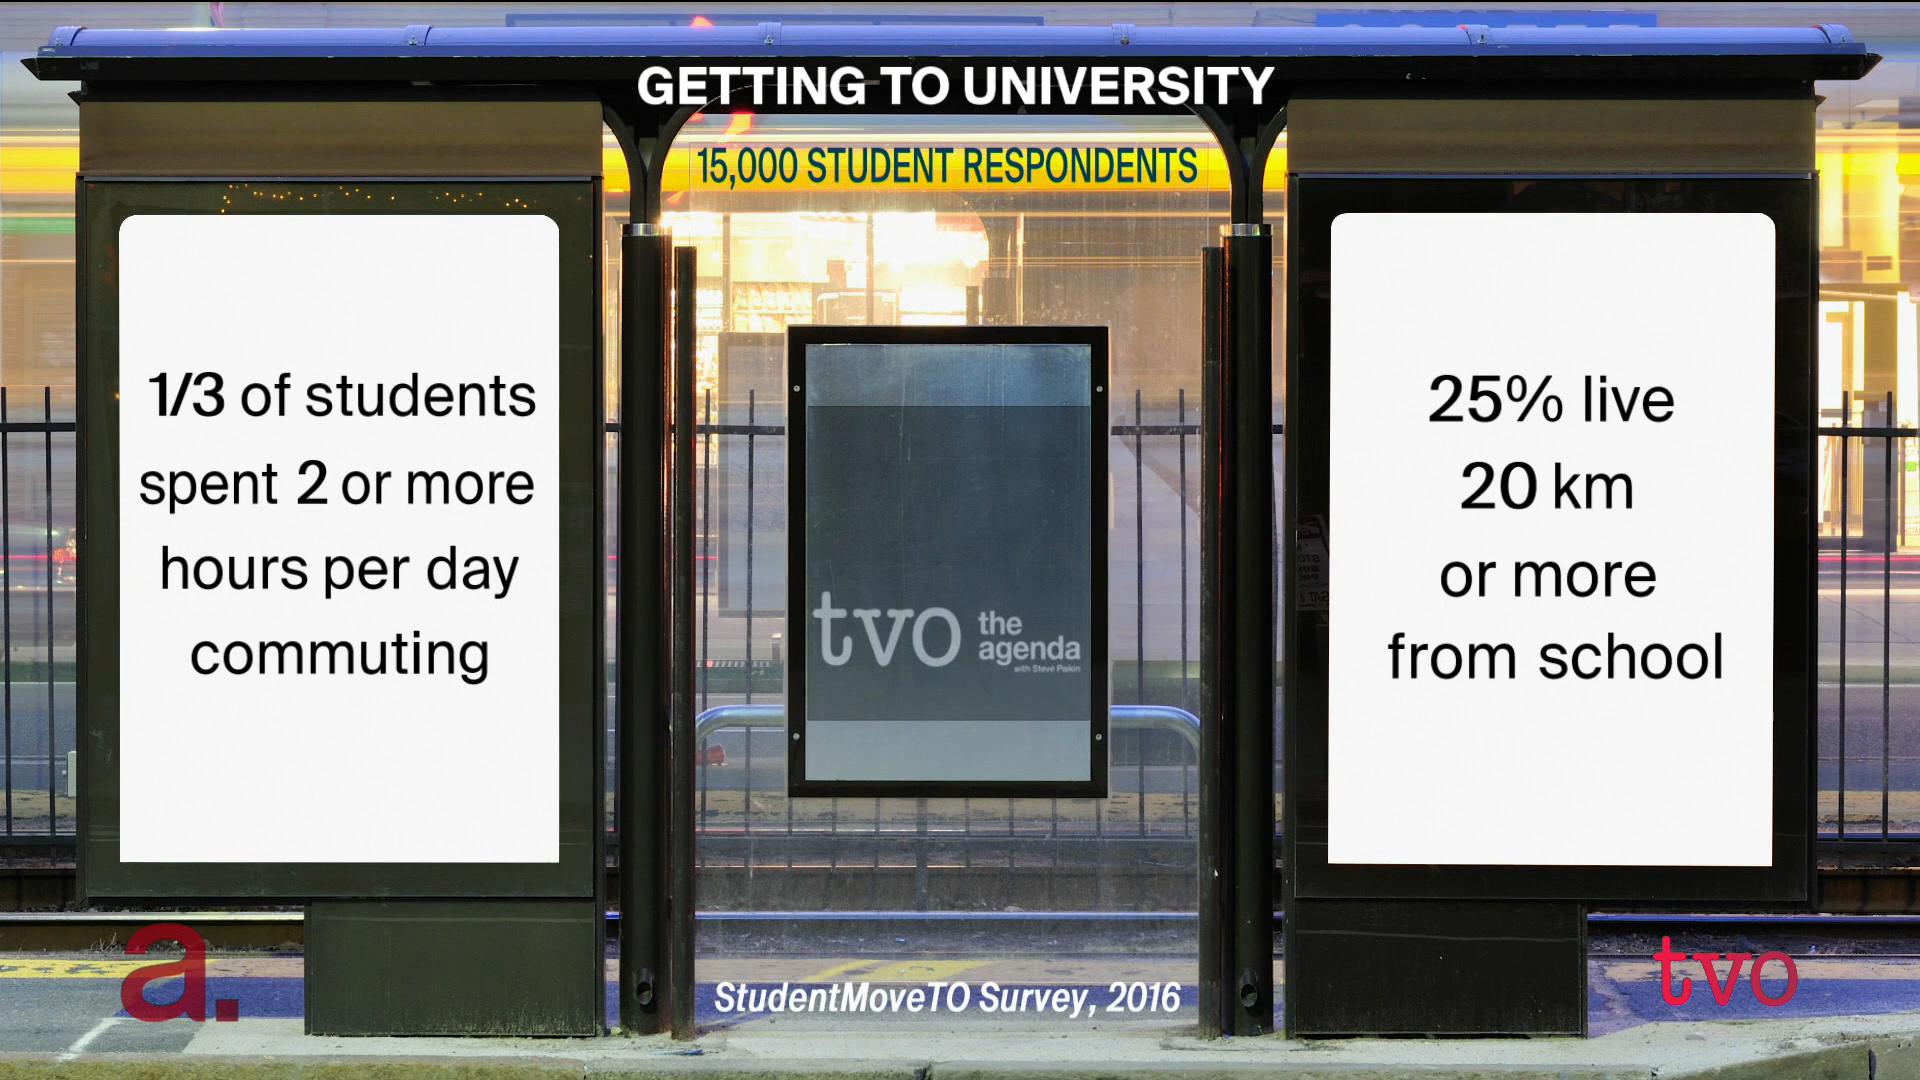 GETTING TO UNIVERSITY
15,000 STUDENT RESPONDENTS
1/3 of students
spent 2 or more
hours per day
commuting
25% live
20 km
or more
from school
tvo the
agenda
with Steve Paikin
StudentMoveTO Survey, 2016
a.
tvo